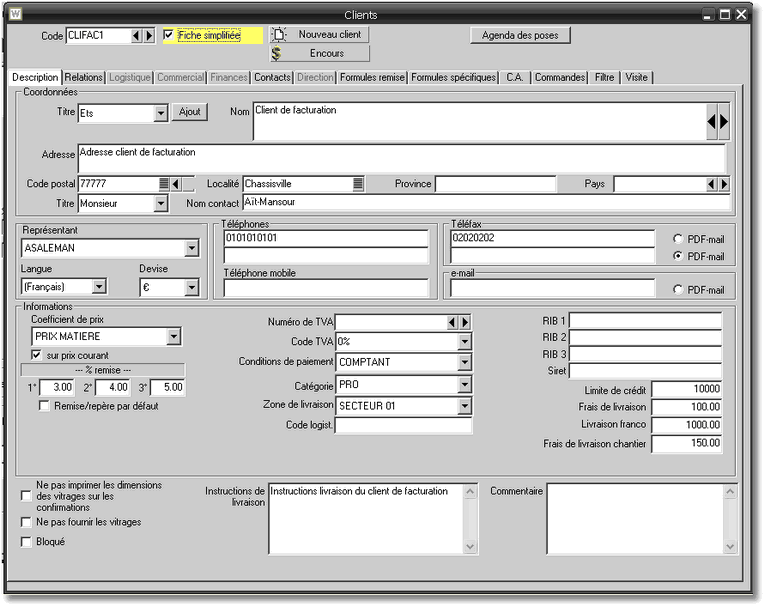 Clients
Code CLIFAC1 Fiche simplifiée Nouveau client Agenda des poses
Encours
Description Relations Logistique Commercial Finances Contacts Direction Formules remise Formules spécifiques C.A. Commandes Filtre Visite
Coordonnées
Titre Ets Ajout Nom Client de facturation
Adresse Adresse client de facturation
Code postal 77777 Localité Chassisville Province Pays
Titre Monsieur Nom contact Aït-Mansour
Représentant Téléphones Téléfax
ASALEMAN 0101010101 02020202 PDF-mail
PDF-mail
Langue Devise Téléphone mobile e-mail
(Français) € PDF-mail
Informations
Coefficient de prix Numéro de TVA RIB 1
PRIX MATIERE Code TVA 0% RIB 2
sur prix courant Conditions de paiement COMPTANT RIB 3
--- % remise --- Catégorie PRO Siret
1° 3.00 2° 4.00 3° 5.00 Limite de crédit 10000
Remise/repère par défaut Zone de livraison SECTEUR 01 Frais de livraison 100.00
Code logist. Livraison franco 1000.00
Frais de livraison chantier 150.00
Ne pas imprimer les dimensions
des vitrages sur les
confirmations
Ne pas fournir les vitrages
Bloqué
Instructions de
livraison
Instructions livraison du client de facturation
Commentaire